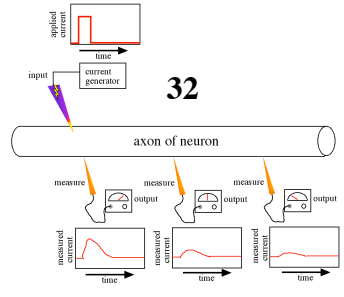 applied
current
time
input
current
generator
32
axon of neuron
measure
output
measure
output
measure
output
measured
current
time
measured
current
time
measured
current
time